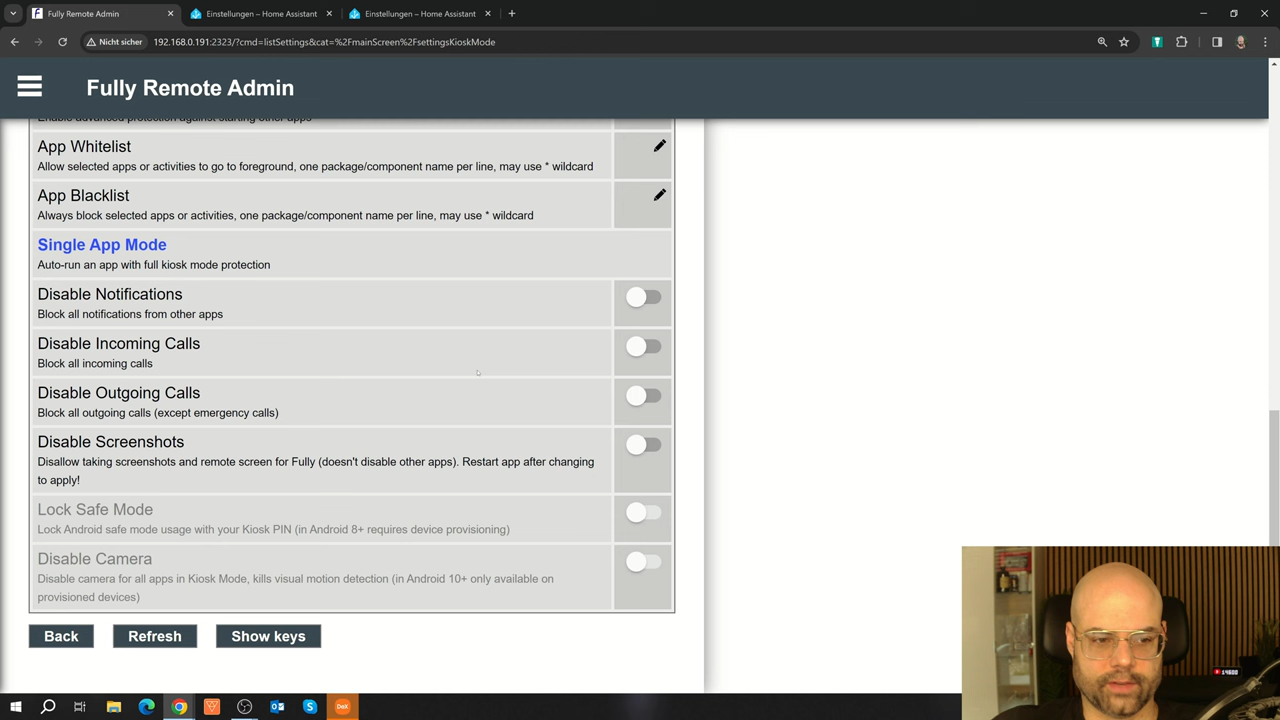 Fully Remote Admin
Einstellungen – Home Assistant
Einstellungen – Home Assistant
Nicht sicher
192.168.0.191:2323/?cmd=listSettings&cat=%2FmainScreen%2FsettingsKioskMode
Fully Remote Admin
Enable advanced protection against starting other apps
App Whitelist
Allow selected apps or activities to go to foreground, one package/component name per line, may use * wildcard
App Blacklist
Always block selected apps or activities, one package/component name per line, may use * wildcard
Single App Mode
Auto-run an app with full kiosk mode protection
Disable Notifications
Block all notifications from other apps
Disable Incoming Calls
Block all incoming calls
Disable Outgoing Calls
Block all outgoing calls (except emergency calls)
Disable Screenshots
Disallow taking screenshots and remote screen for Fully (doesn't disable other apps). Restart app after changing
to apply!
Lock Safe Mode
Lock Android safe mode usage with your Kiosk PIN (in Android 8+ requires device provisioning)
Disable Camera
Disable camera for all apps in Kiosk Mode, kills visual motion detection (in Android 10+ only available on
provisioned devices)
Back
Refresh
Show keys
DeX